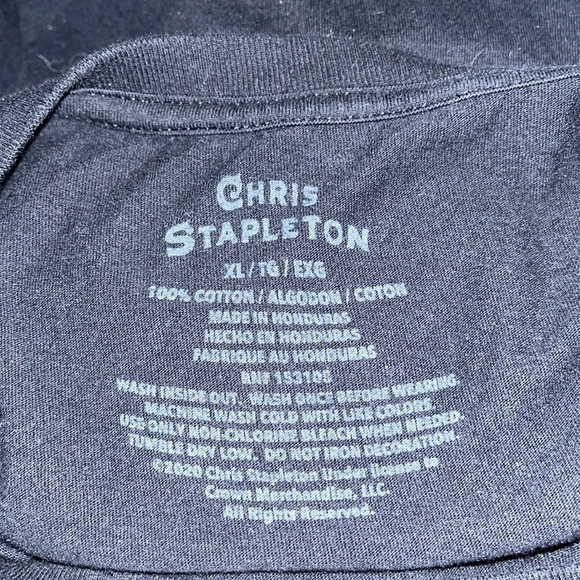 CHRIS
STAPLETON
XL / TG / EXG
100% COTTON / ALGODON / COTON
MADE IN HONDURAS
HECHO EN HONDURAS
FABRIQUE AU HONDURAS
RN# 153108
WASH INSIDE OUT. WASH ONCE BEFORE WEARING.
MACHINE WASH COLD WITH LIKE COLORS.
USE ONLY NON-CHLORINE BLEACH WHEN NEEDED.
TUMBLE DRY LOW. DO NOT IRON DECORATION.
©2020 Chris Stapleton Under license to
Crown Merchandise, LLC.
All Rights Reserved.